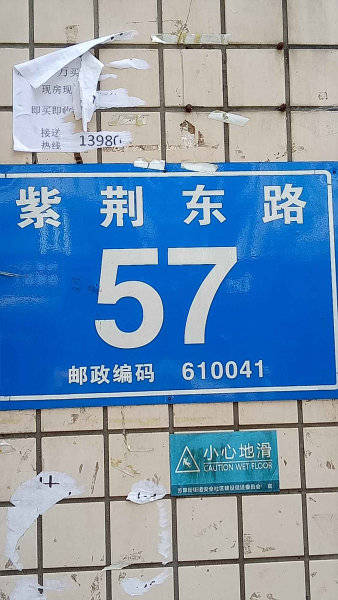 现房现
即买即
接送
热线 13980
紫荆东路
57
邮政编码 610041
小心地滑
CAUTION WET FLOOR